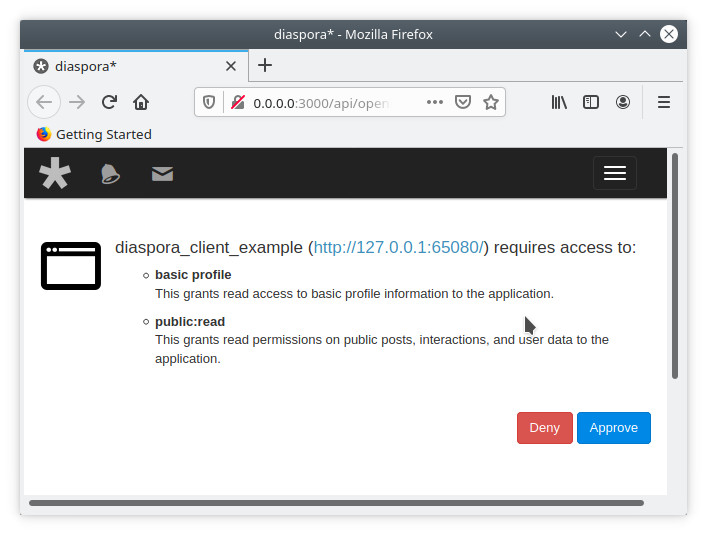 diaspora* - Mozilla Firefox
diaspora*
0.0.0.0:3000/api/open
Getting Started
diaspora_client_example (http://127.0.0.1:65080/) requires access to:
basic profile
This grants read access to basic profile information to the application.
public:read
This grants read permissions on public posts, interactions, and user data to the
application.
Deny Approve